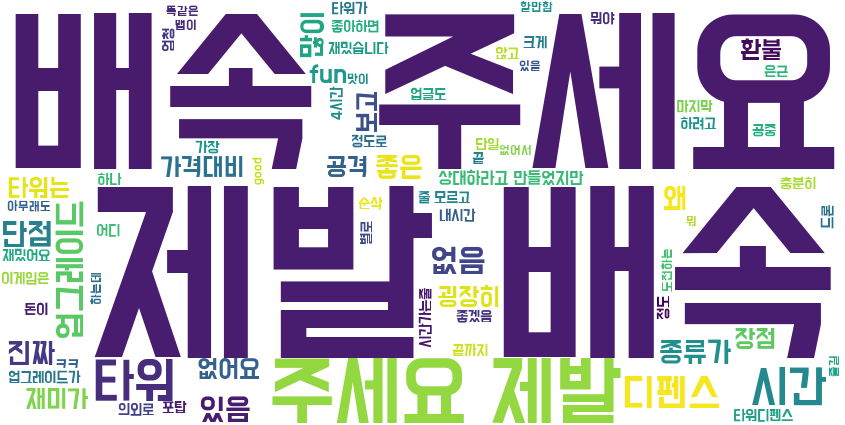 배속 주세요
제발 배속
주세요 제발
똑같은
맵이
엄청
타워가
좋아하면
재밌습니다
많이
fun
맛이
4시간
보고
할만함
뭐야
크게
않고
있을
환불
은근
마지막
하려고
공중
업글도
정도로
가장
가격대비
good
공격
좋은
끝
단일
없어서
상대하라고 만들었지만
충분히
하나
타워는
아무래도
단점
재밌어요
이게임은
돈이
하는데
업그레이드
어디
순삭
별로
줄 모르고
내시간
없음
굉장히
좋겠음
시간가는줄
왜
뭔
드론
도전하는
정도
끝까지
종류가
장점
진짜
ㅋㅋ
업그레이드가
재미가
타워
의외로
포탑
없어요
있음
디펜스
시간
타워디펜스